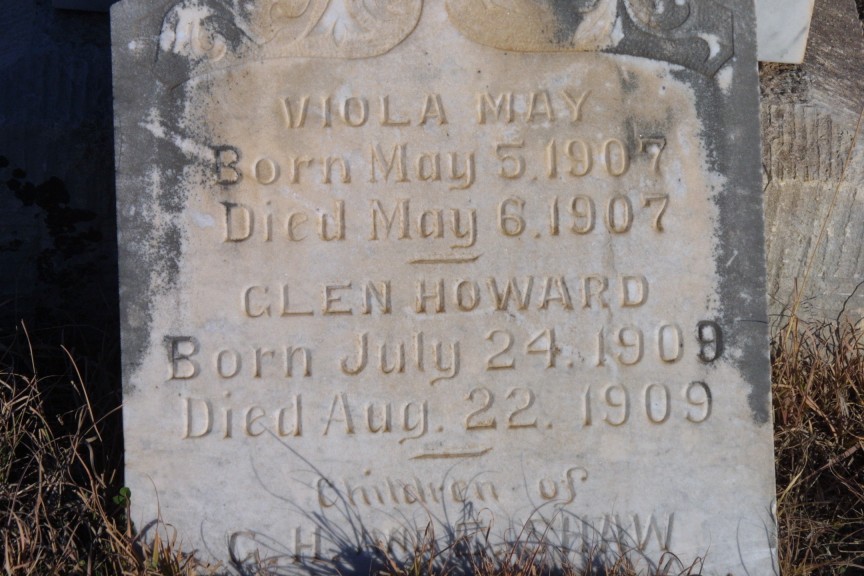 VIOLA MAY
Born May 5, 1907
Died May 6, 1907
GLEN HOWARD
Born July 24, 1909
Died Aug. 22, 1909
Children of
C. H. SHAW